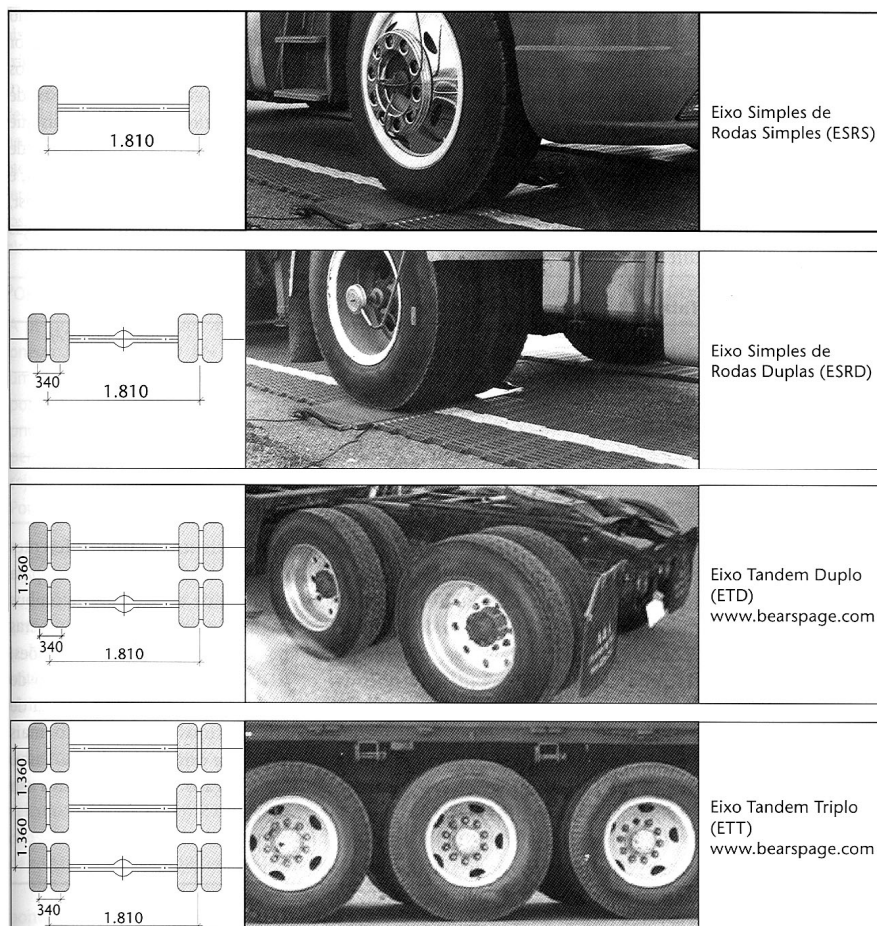 1.810
Eixo Simples de
Rodas Simples (ESRS)
340
1.810
Eixo Simples de
Rodas Duplas (ESRD)
1.360
340
1.810
Eixo Tandem Duplo
(ETD)
www.bearspage.com
1.360
1.360
340
1.810
Eixo Tandem Triplo
(ETT)
www.bearspage.com